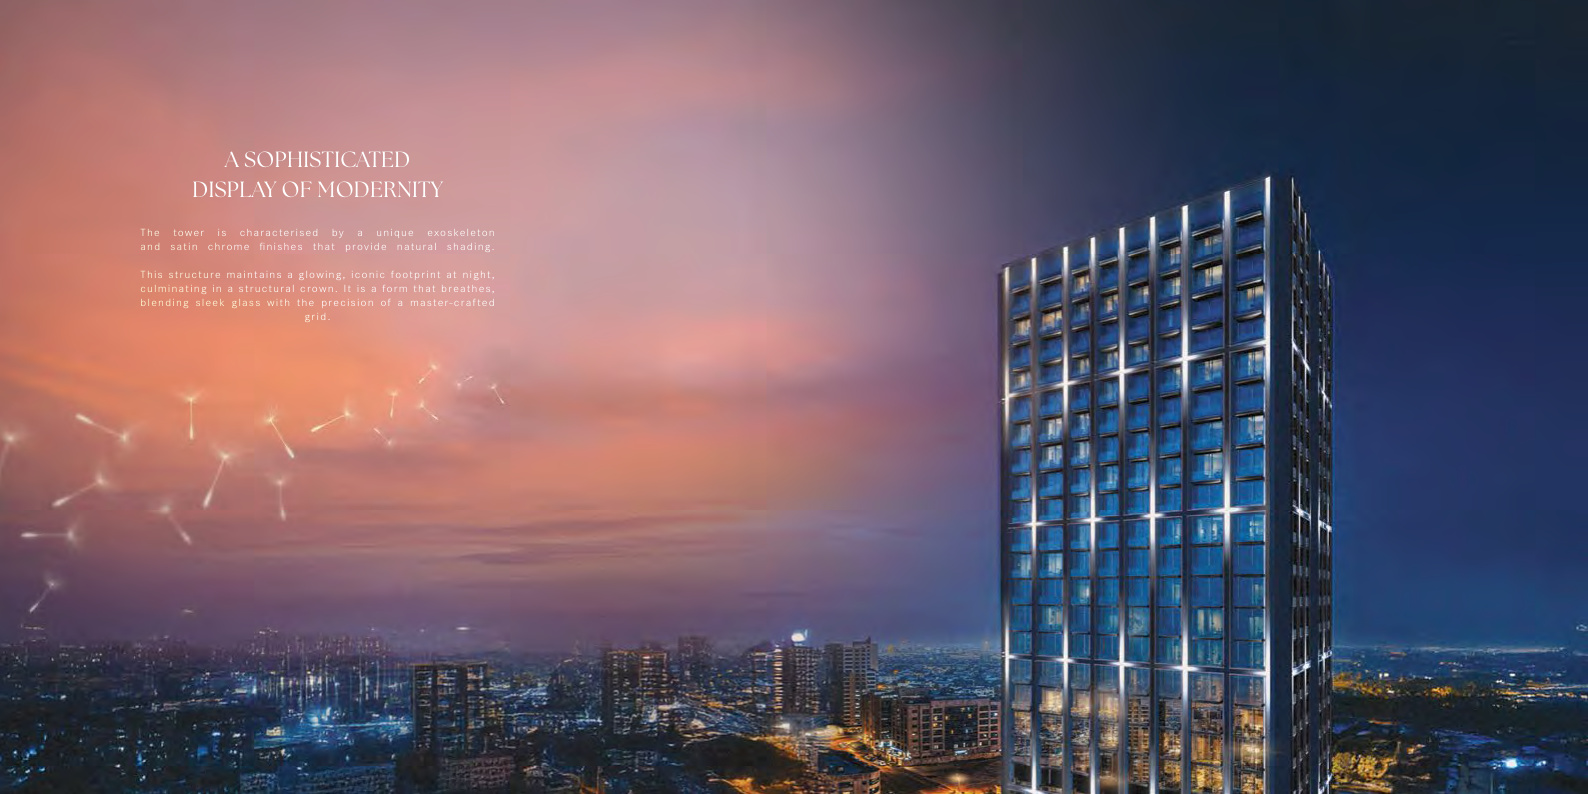 A SOPHISTICATED
DISPLAY OF MODERNITY
The tower is characterised by a unique exoskeleton
and satin chrome finishes that provide natural shading.
This structure maintains a glowing, iconic footprint at night,
culminating in a structural crown. It is a form that breathes,
blending sleek glass with the precision of a master-crafted
grid.